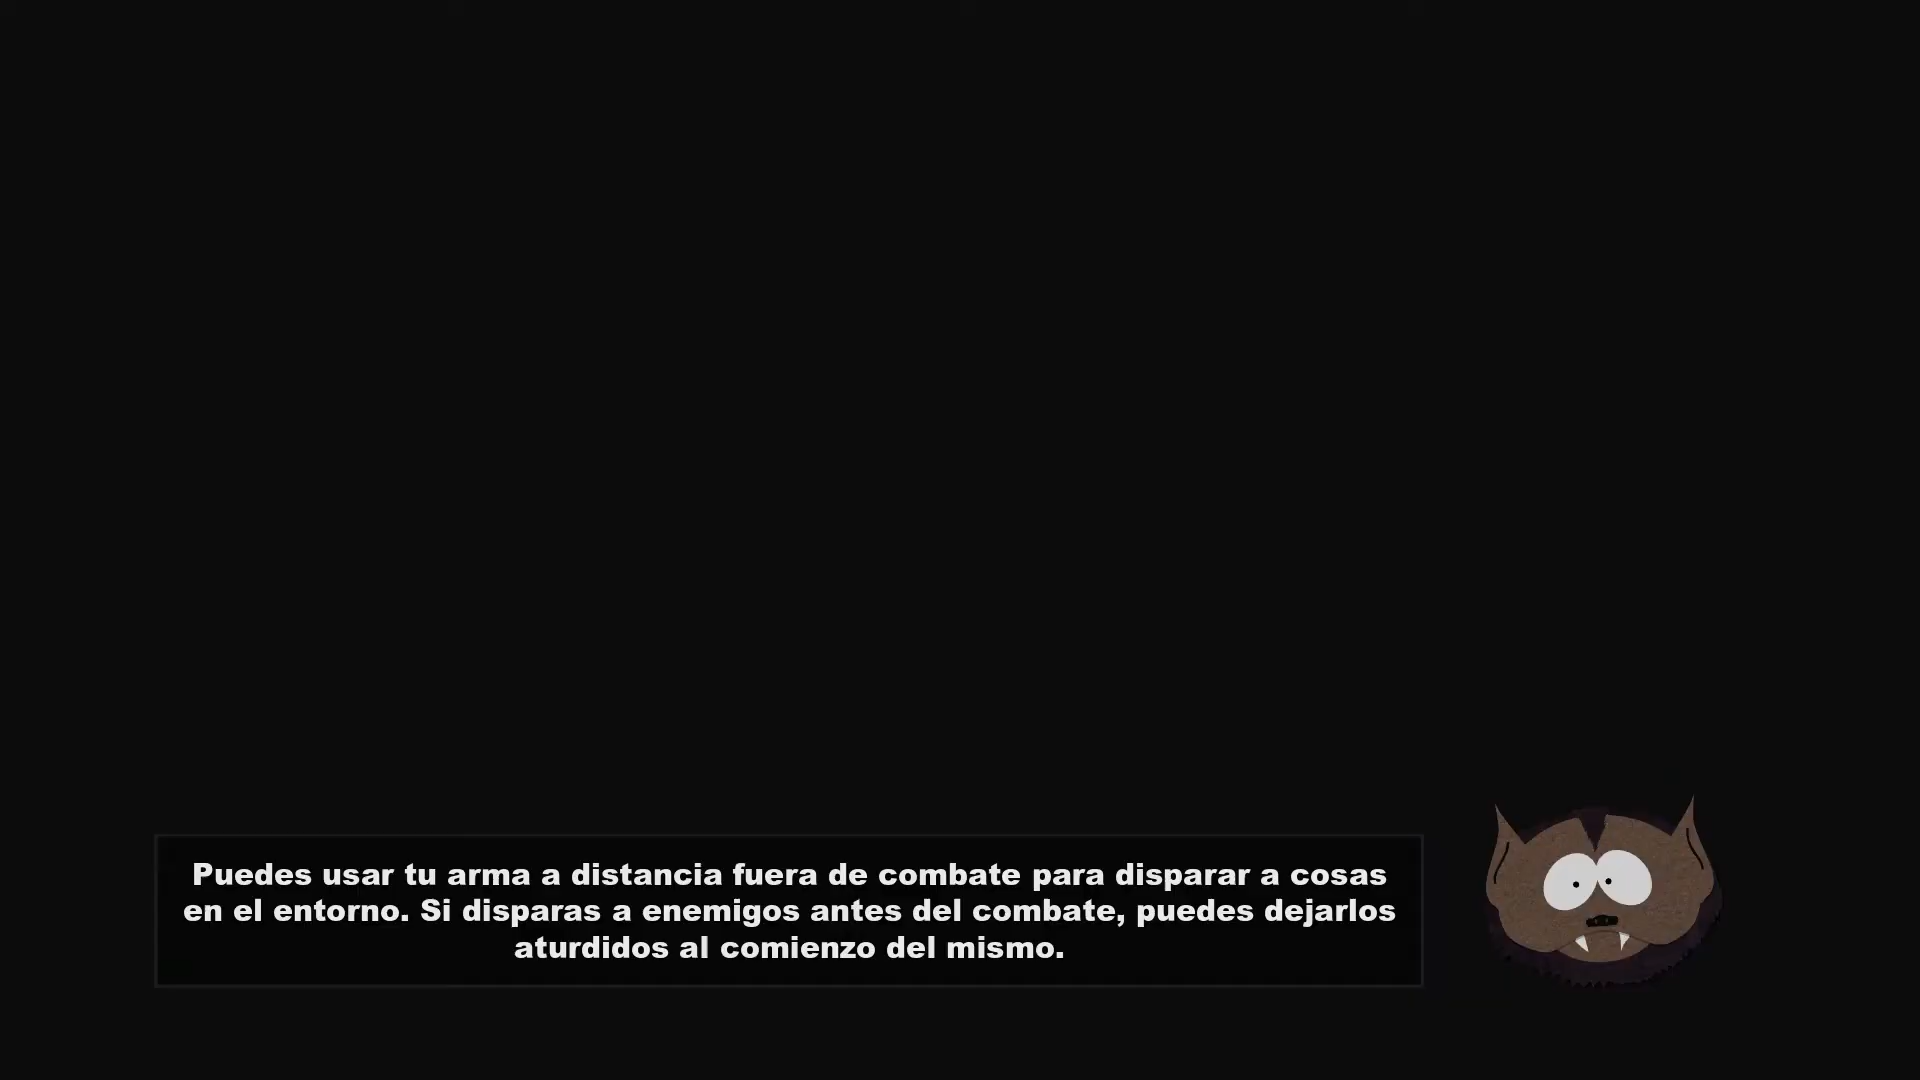 Puedes usar tu arma a distancia fuera de combate para disparar a cosas
en el entorno. Si disparas a enemigos antes del combate, puedes dejarlos
aturdidos al comienzo del mismo.